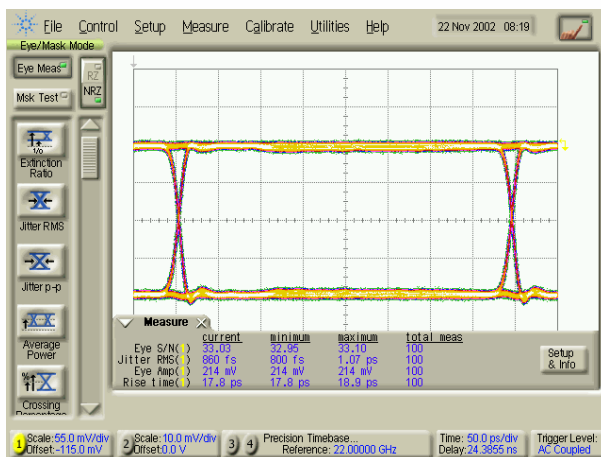 File Control Setup Measure Calibrate Utilities Help 22 Nov 2002 08:19
Eye/Mask Mode
Eye Meas
RZ
NRZ
Msk Test
1/0
Extinction
Ratio
Jitter RMS
Jitter p-p
Average
Power
Crossing
Measure
current minimum maximum total meas
Eye S/N(1) 33.03 32.95 33.10 100
Jitter RMS(1) 860 fs 800 fs 1.07 ps 100
Eye Amp(1) 214 mV 214 mV 214 mV 100
Rise time(1) 17.8 ps 17.8 ps 18.9 ps 100
Setup
& Info
1 Scale:55.0 mV/div
Offset:-115.0 mV
2 Scale:10.0 mV/div
Offset:0.0 V
3 4 Precision Timebase...
Reference: 22.00000 GHz
Time: 50.0 ps/div
Delay:24.3855 ns
Trigger Level:
AC Coupled